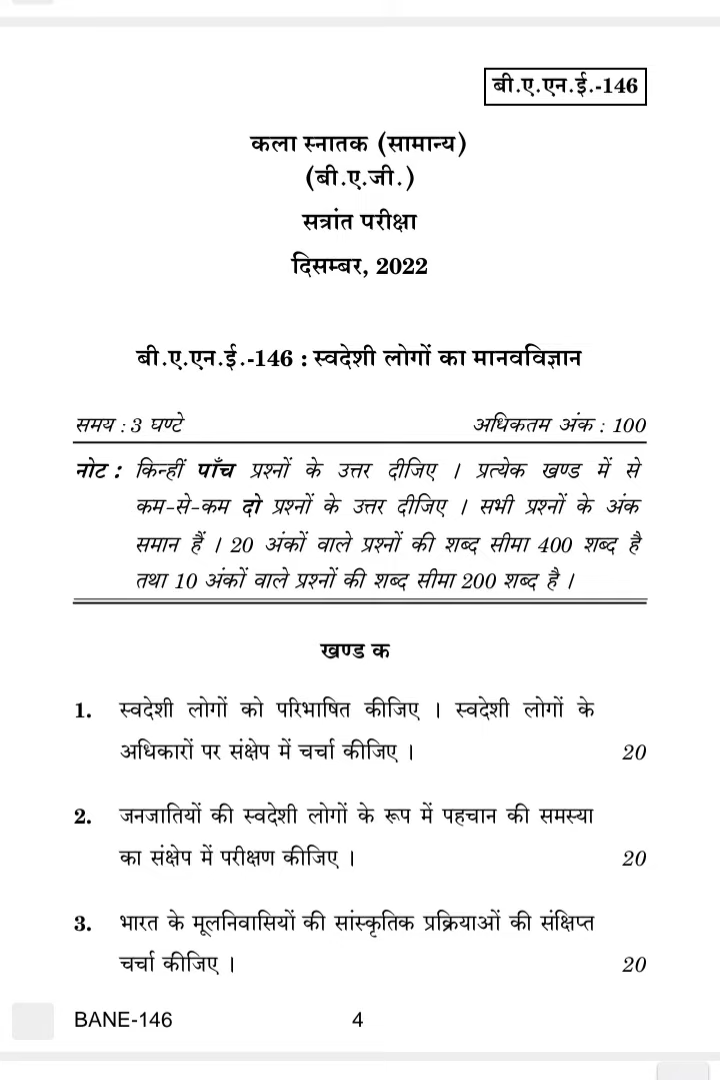 बी.ए.एन.ई.-146
कला स्नातक (सामान्य)
(बी.ए.जी.)
सत्रांत परीक्षा
दिसम्बर, 2022
बी.ए.एन.ई.-146 : स्वदेशी लोगों का मानवविज्ञान
समय : 3 घण्टे अधिकतम अंक : 100
नोट : किन्हीं पाँच प्रश्नों के उत्तर दीजिए । प्रत्येक खण्ड में से
कम-से-कम दो प्रश्नों के उत्तर दीजिए । सभी प्रश्नों के अंक
समान हैं । 20 अंकों वाले प्रश्नों की शब्द सीमा 400 शब्द है
तथा 10 अंकों वाले प्रश्नों की शब्द सीमा 200 शब्द है ।
खण्ड क
1. स्वदेशी लोगों को परिभाषित कीजिए । स्वदेशी लोगों के
अधिकारों पर संक्षेप में चर्चा कीजिए । 20
2. जनजातियों की स्वदेशी लोगों के रूप में पहचान की समस्या
का संक्षेप में परीक्षण कीजिए । 20
3. भारत के मूलनिवासियों की सांस्कृतिक प्रक्रियाओं की संक्षिप्त
चर्चा कीजिए । 20
BANE-146 4